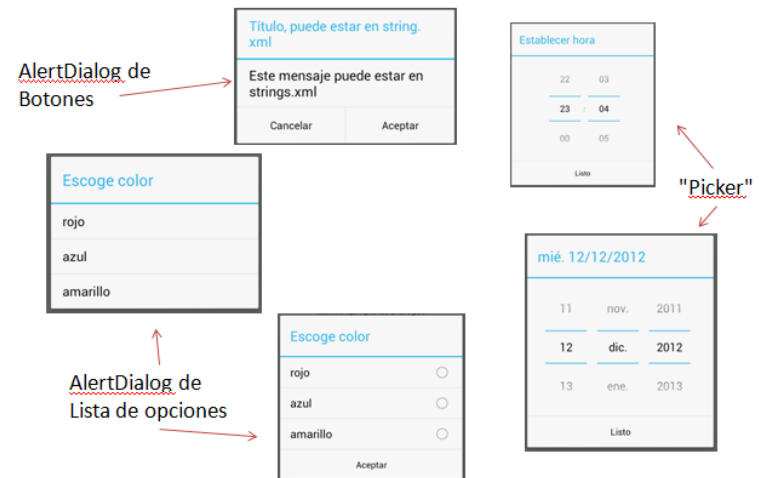 AlertDialog de
Botones
Título, puede estar en string.
xml
Este mensaje puede estar en
strings.xml
Cancelar Aceptar
Establecer hora
22 03
23 : 04
00 05
Listo
"Picker"
Escoge color
rojo
azul
amarillo
mié. 12/12/2012
11 nov. 2011
12 dic. 2012
13 ene. 2013
Listo
AlertDialog de
Lista de opciones
Escoge color
rojo
azul
amarillo
Aceptar